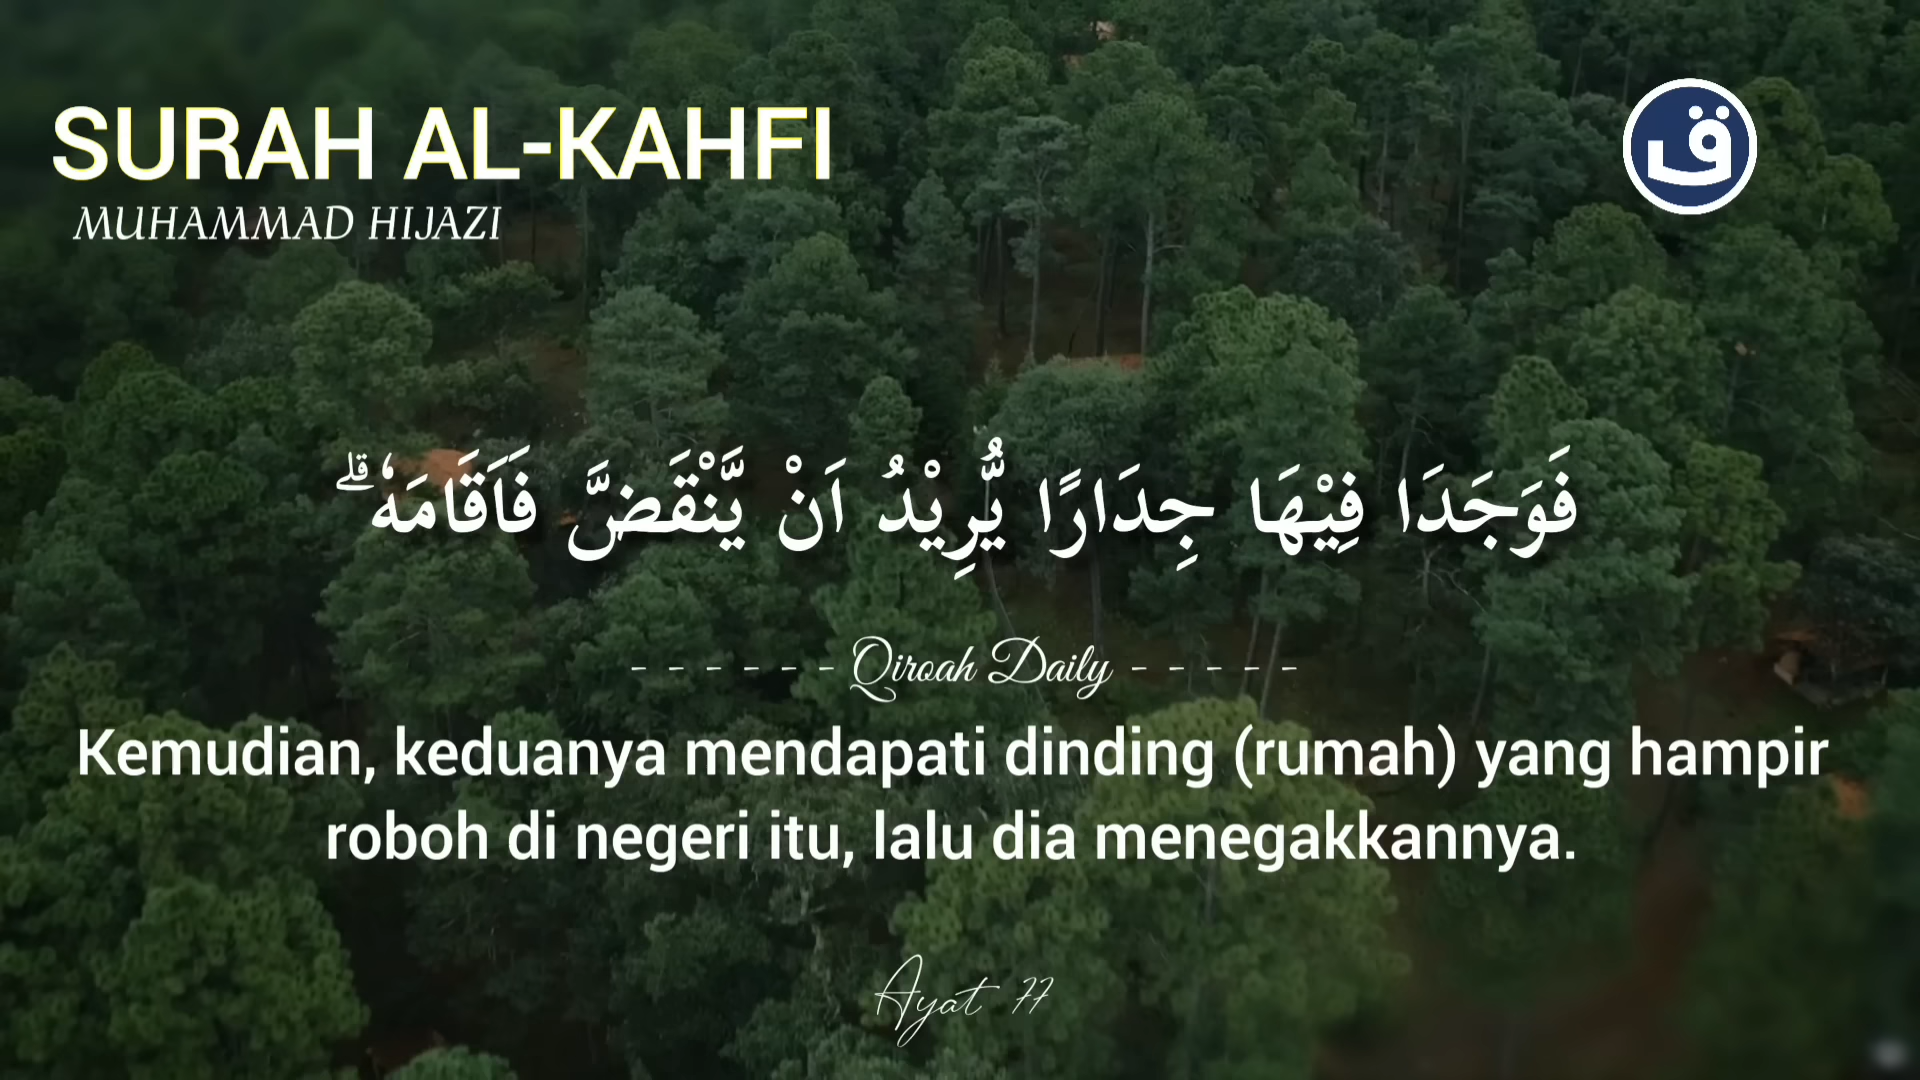 SURAH AL-KAHFI
MUHAMMAD HIJAZI
ق
فَوَجَدَا فِيْهَا جِدَارًا يُّرِيْدُ اَنْ يَّنْقَضَّ فَاَقَامَهٗ ۗ
- - - - - - Qiroah Daily - - - - -
Kemudian, keduanya mendapati dinding (rumah) yang hampir
roboh di negeri itu, lalu dia menegakkannya.
Ayat 77